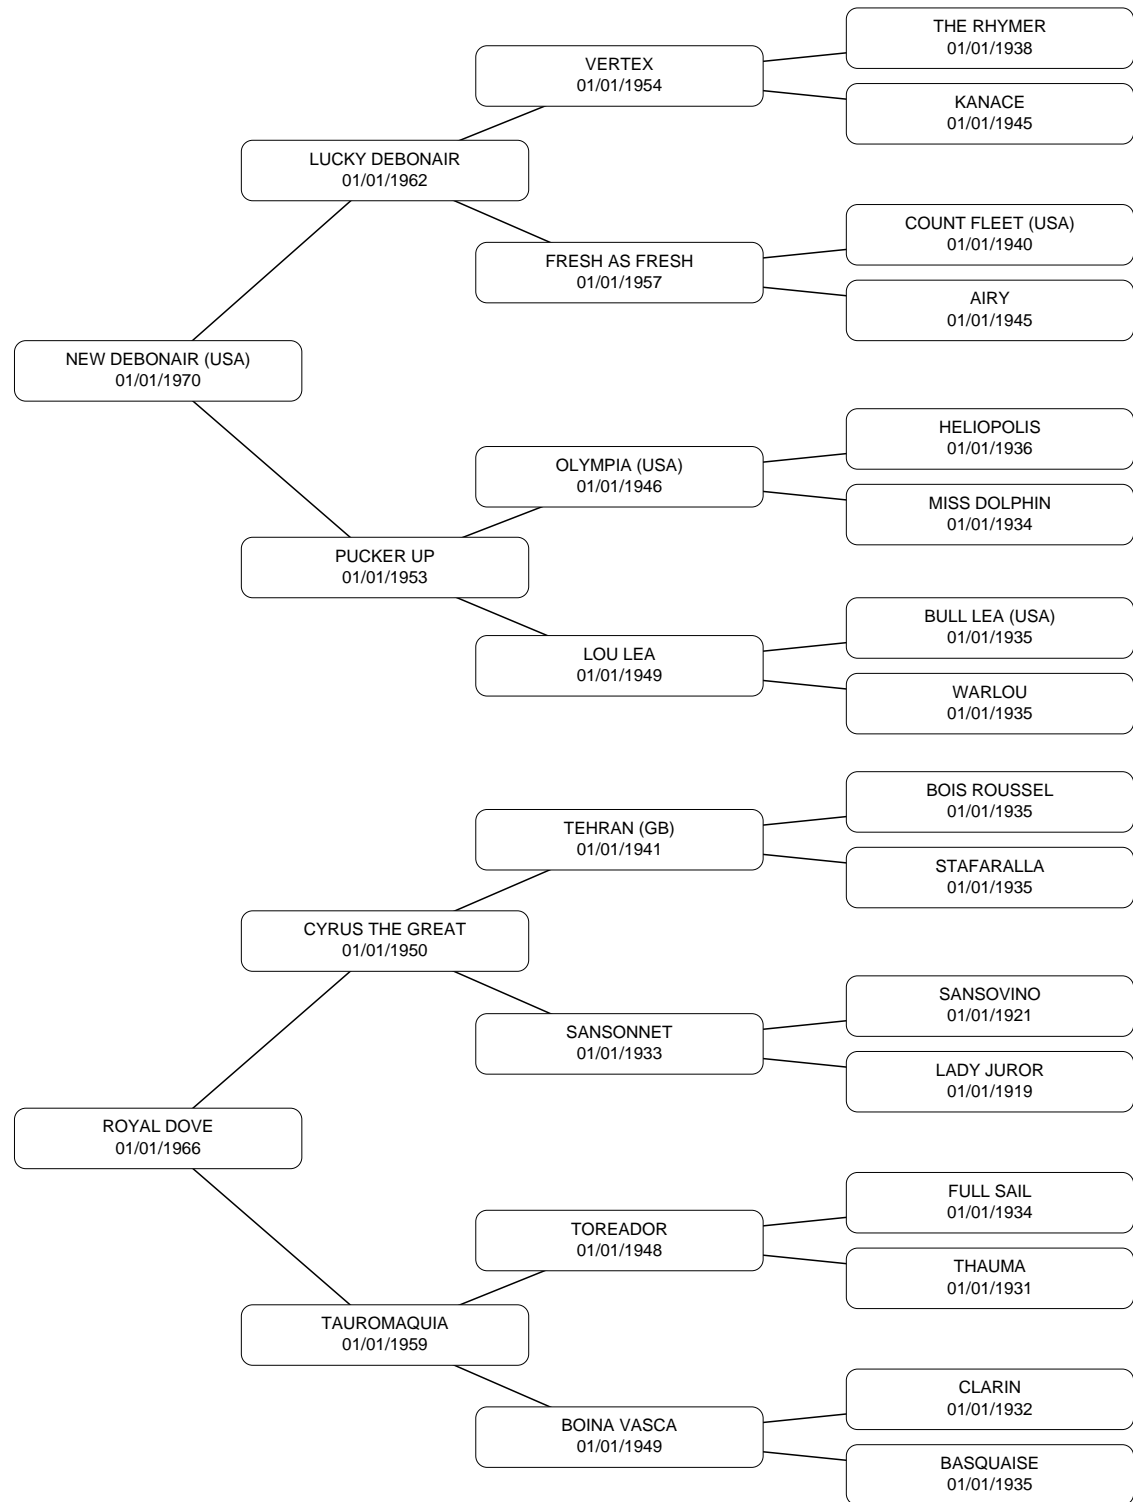 THE RHYMER
01/01/1938
VERTEX
01/01/1954
KANACE
01/01/1945
LUCKY DEBONAIR
01/01/1962
COUNT FLEET (USA)
01/01/1940
FRESH AS FRESH
01/01/1957
AIRY
01/01/1945
NEW DEBONAIR (USA)
01/01/1970
HELIOPOLIS
01/01/1936
OLYMPIA (USA)
01/01/1946
MISS DOLPHIN
01/01/1934
PUCKER UP
01/01/1953
BULL LEA (USA)
01/01/1935
LOU LEA
01/01/1949
WARLOU
01/01/1935
BOIS ROUSSEL
01/01/1935
TEHRAN (GB)
01/01/1941
STAFARALLA
01/01/1935
CYRUS THE GREAT
01/01/1950
SANSOVINO
01/01/1921
SANSONNET
01/01/1933
LADY JUROR
01/01/1919
ROYAL DOVE
01/01/1966
FULL SAIL
01/01/1934
TOREADOR
01/01/1948
THAUMA
01/01/1931
TAUROMAQUIA
01/01/1959
CLARIN
01/01/1932
BOINA VASCA
01/01/1949
BASQUAISE
01/01/1935